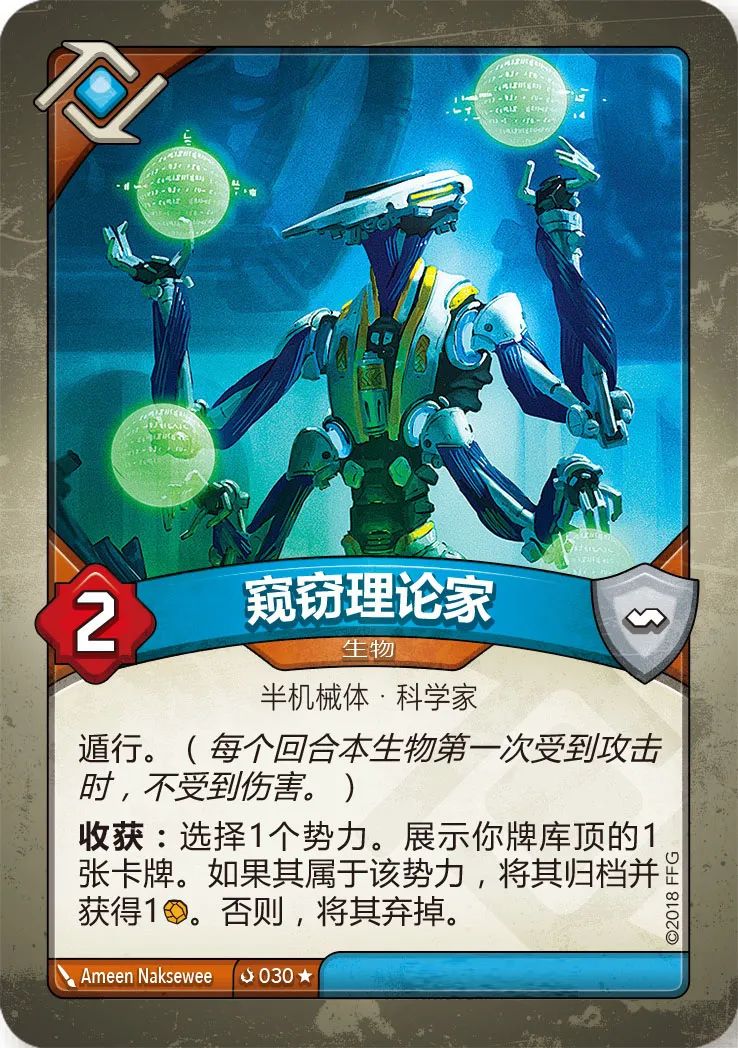 窥窃理论家
2
生物
半机械体·科学家
遁行。（每个回合本生物第一次受到攻击
时，不受到伤害。）
收获：选择1个势力。展示你牌库顶的1
张卡牌。如果其属于该势力，将其归档并
获得1。否则，将其弃掉。
©2018 FFG
Ameen Naksewee
030